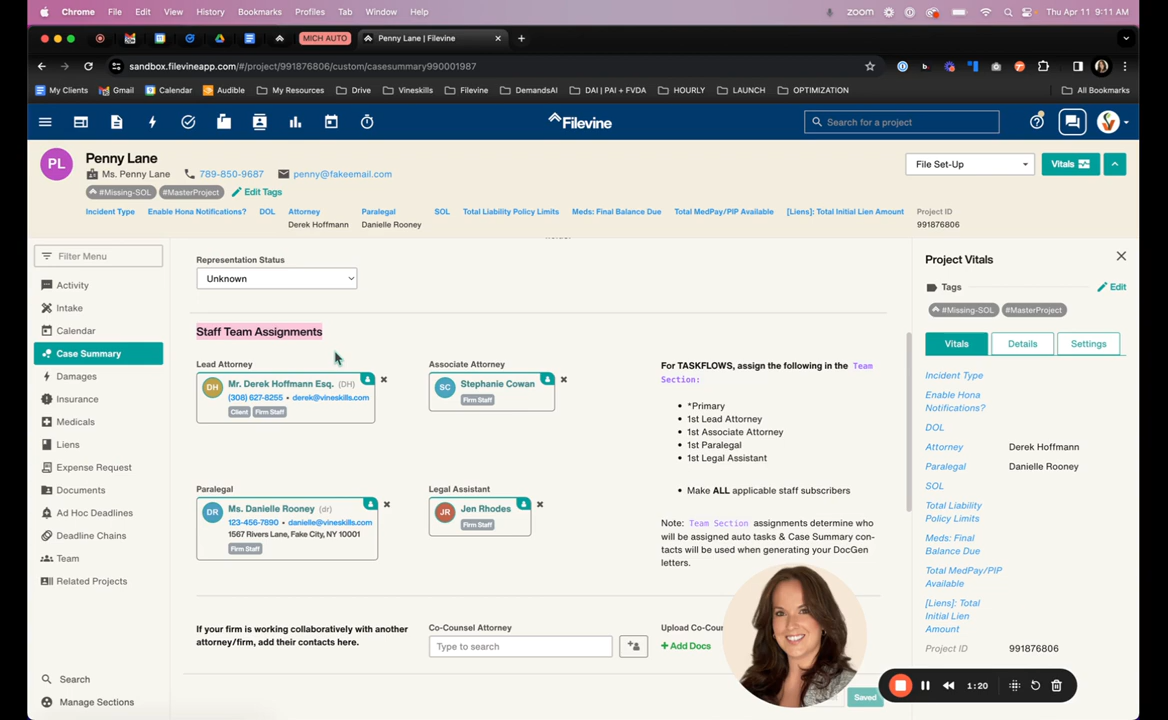 Chrome File Edit View History Bookmarks Profiles Tab Window Help zoom Thu Apr 11 9:11 AM
MICH AUTO Penny Lane | Filevine
sandbox.filevineapp.com/#/project/991876806/custom/casesummary990001987
My Clients Gmail Calendar Audible My Resources Drive Vineskills Filevine DemandsAI DAI | PAI + FVDA HOURLY LAUNCH OPTIMIZATION All Bookmarks
Filevine Search for a project
PL Penny Lane
Ms. Penny Lane 789-850-9687 penny@fakeemail.com
File Set-Up Vitals
#Missing-SOL #MasterProject Edit Tags
Incident Type Enable Hona Notifications? DOL Attorney Paralegal SOL Total Liability Policy Limits Meds: Final Balance Due Total MedPay/PIP Available [Liens]: Total Initial Lien Amount Project ID
Derek Hoffmann Danielle Rooney 991876806
Filter Menu
Activity
Intake
Calendar
Case Summary
Damages
Insurance
Medicals
Liens
Expense Request
Documents
Ad Hoc Deadlines
Deadline Chains
Team
Related Projects
Search
Manage Sections
Representation Status
Unknown
Staff Team Assignments
Lead Attorney
DH Mr. Derek Hoffmann Esq. (DH)
(308) 627-8255 • derek@vineskills.com
Client Firm Staff
Associate Attorney
SC Stephanie Cowan
Firm Staff
Paralegal
DR Ms. Danielle Rooney (dr)
123-456-7890 • danielle@vineskills.com
1567 Rivers Lane, Fake City, NY 10001
Firm Staff
Legal Assistant
JR Jen Rhodes
Firm Staff
For TASKFLOWS, assign the following in the Team
Section:
• *Primary
• 1st Lead Attorney
• 1st Associate Attorney
• 1st Paralegal
• 1st Legal Assistant
• Make ALL applicable staff subscribers
Note: Team Section assignments determine who
will be assigned auto tasks & Case Summary con-
tacts will be used when generating your DocGen
letters.
If your firm is working collaboratively with another
attorney/firm, add their contacts here.
Co-Counsel Attorney
Type to search
Upload Co-Coun
+ Add Docs
Saved
Project Vitals
Tags Edit
#Missing-SOL #MasterProject
Vitals Details Settings
Incident Type
Enable Hona
Notifications?
DOL
Attorney Derek Hoffmann
Paralegal Danielle Rooney
SOL
Total Liability
Policy Limits
Meds: Final
Balance Due
Total MedPay/PIP
Available
[Liens]: Total
Initial Lien
Amount
Project ID 991876806
1:20